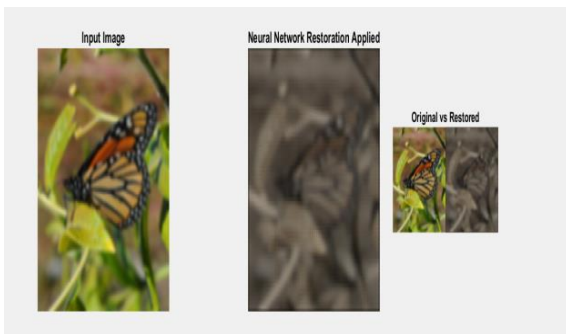 Input Image
Neural Network Restoration Applied
Original vs Restored